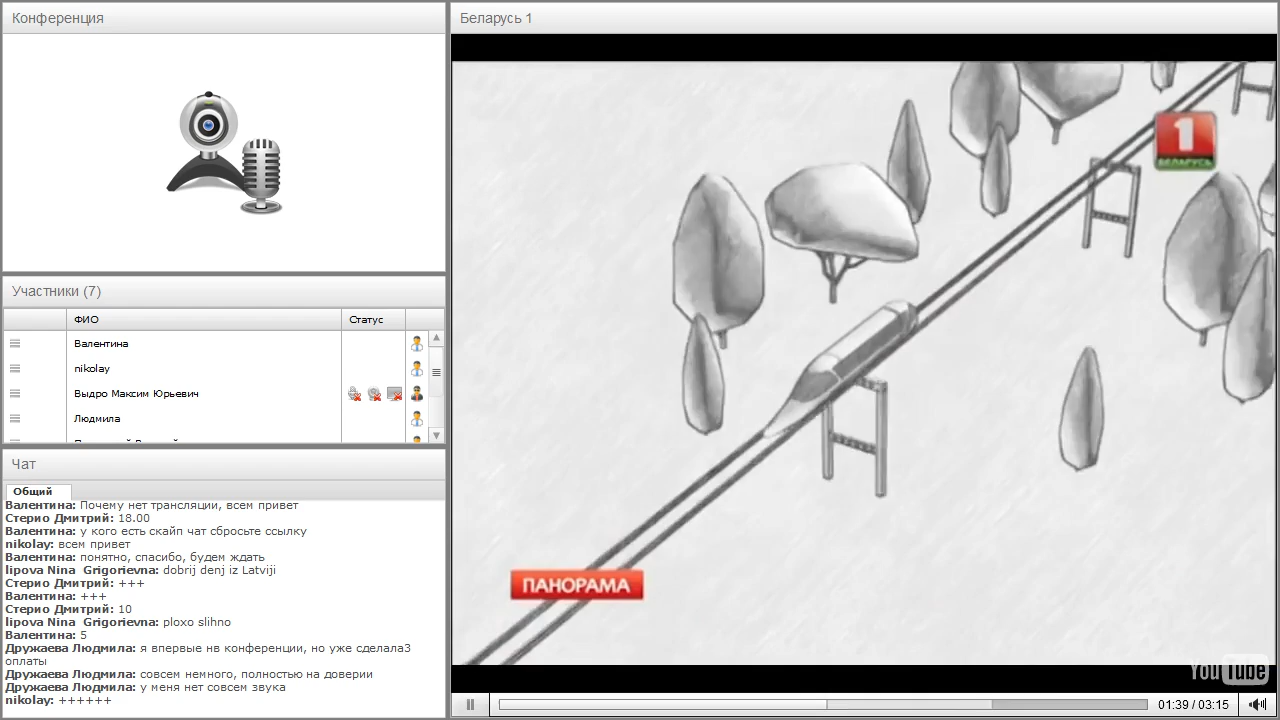 Конференция
Беларусь 1
1
БЕЛАРУСЬ
Участники (7)
ФИО Статус
Валентина
nikolay
Выдро Максим Юрьевич
Людмила
Чат
Общий
Валентина: Почему нет трансляции, всем привет
Стерио Дмитрий: 18.00
Валентина: у кого есть скайп чат сбросьте ссылку
nikolay: всем привет
Валентина: понятно, спасибо, будем ждать
lipova Nina Grigorievna: dobrij denj iz Latviji
Стерио Дмитрий: +++
Валентина: +++
Стерио Дмитрий: 10
lipova Nina Grigorievna: ploxo slihno
Валентина: 5
Дружаева Людмила: я впервые нв конференции, но уже сделала3
оплаты
Дружаева Людмила: совсем немного, полностью на доверии
Дружаева Людмила: у меня нет совсем звука
nikolay: ++++++
ПАНОРАМА
YouTube
01:39 / 03:15